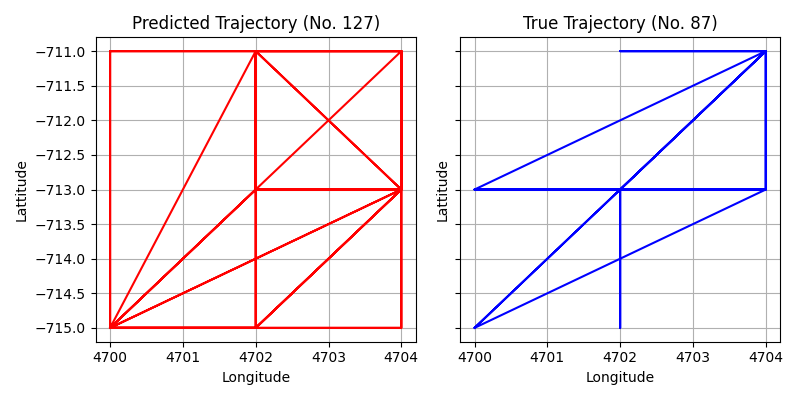 Predicted Trajectory (No. 127)
−711.0
−711.5
−712.0
−712.5
−713.0
−713.5
−714.0
−714.5
−715.0
Lattitude
4700 4701 4702 4703 4704
Longitude
True Trajectory (No. 87)
Lattitude
4700 4701 4702 4703 4704
Longitude